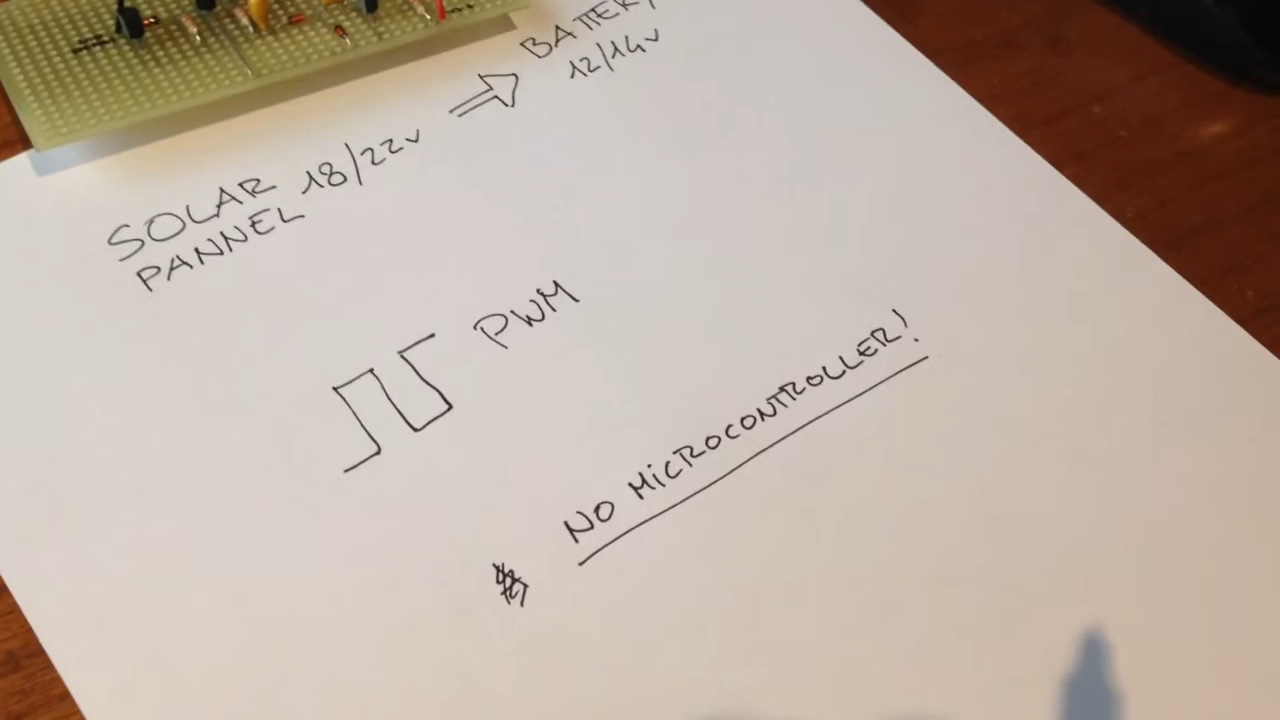 BATTERY
12/14v
SOLAR 18/22v
PANNEL
PWM
NO MICROCONTROLLER!